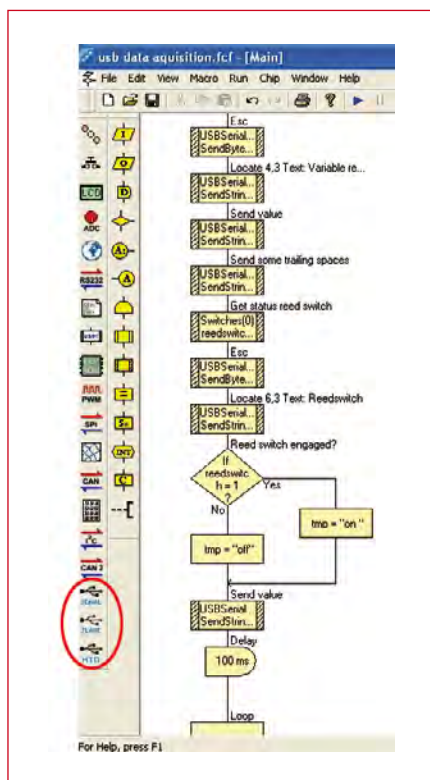 usb data aquisition.fcf - [Main]
File Edit View Macro Run Chip Window Help
Esc
USBSerial...
SendByte...
Locate 4,3 Text: Variable re...
USBSerial...
SendStrin...
Send value
USBSerial...
SendStrin...
Send some trailing spaces
USBSerial...
SendStrin...
Get status reed switch
Switches(0)
reedswitc...
Esc
USBSerial...
SendByte...
Locate 6,3 Text: Reedswitch
USBSerial...
SendStrin...
Reed switch engaged?
If
reedswitc
h = 1
?
Yes
No
tmp = "on "
tmp = "off"
Send value
USBSerial
SendStrin...
Delay
100 ms
Loop
LCD
ADC
RS232
PWM
SPI
CAN
I²C
CAN 2
HID
I
O
D
A:
A
=
INT
C
For Help, press F1